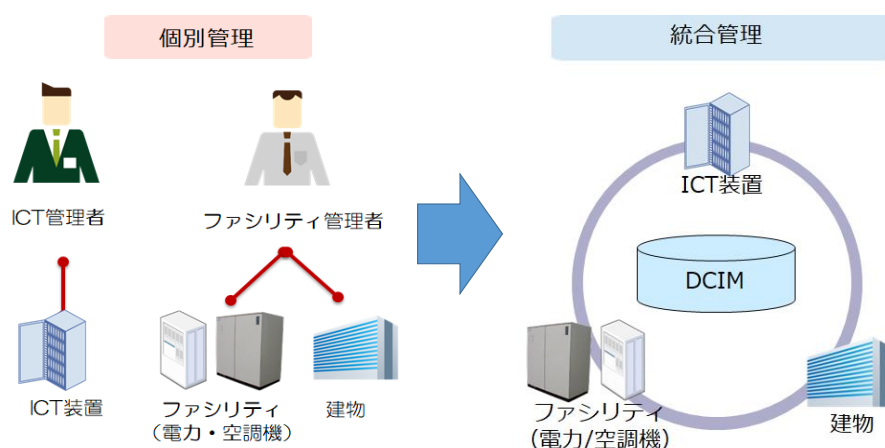 個別管理
統合管理
ICT管理者
ファシリティ管理者
ICT装置
ファシリティ
（電力・空調機）
建物
ICT装置
DCIM
ファシリティ
(電力/空調機)
建物